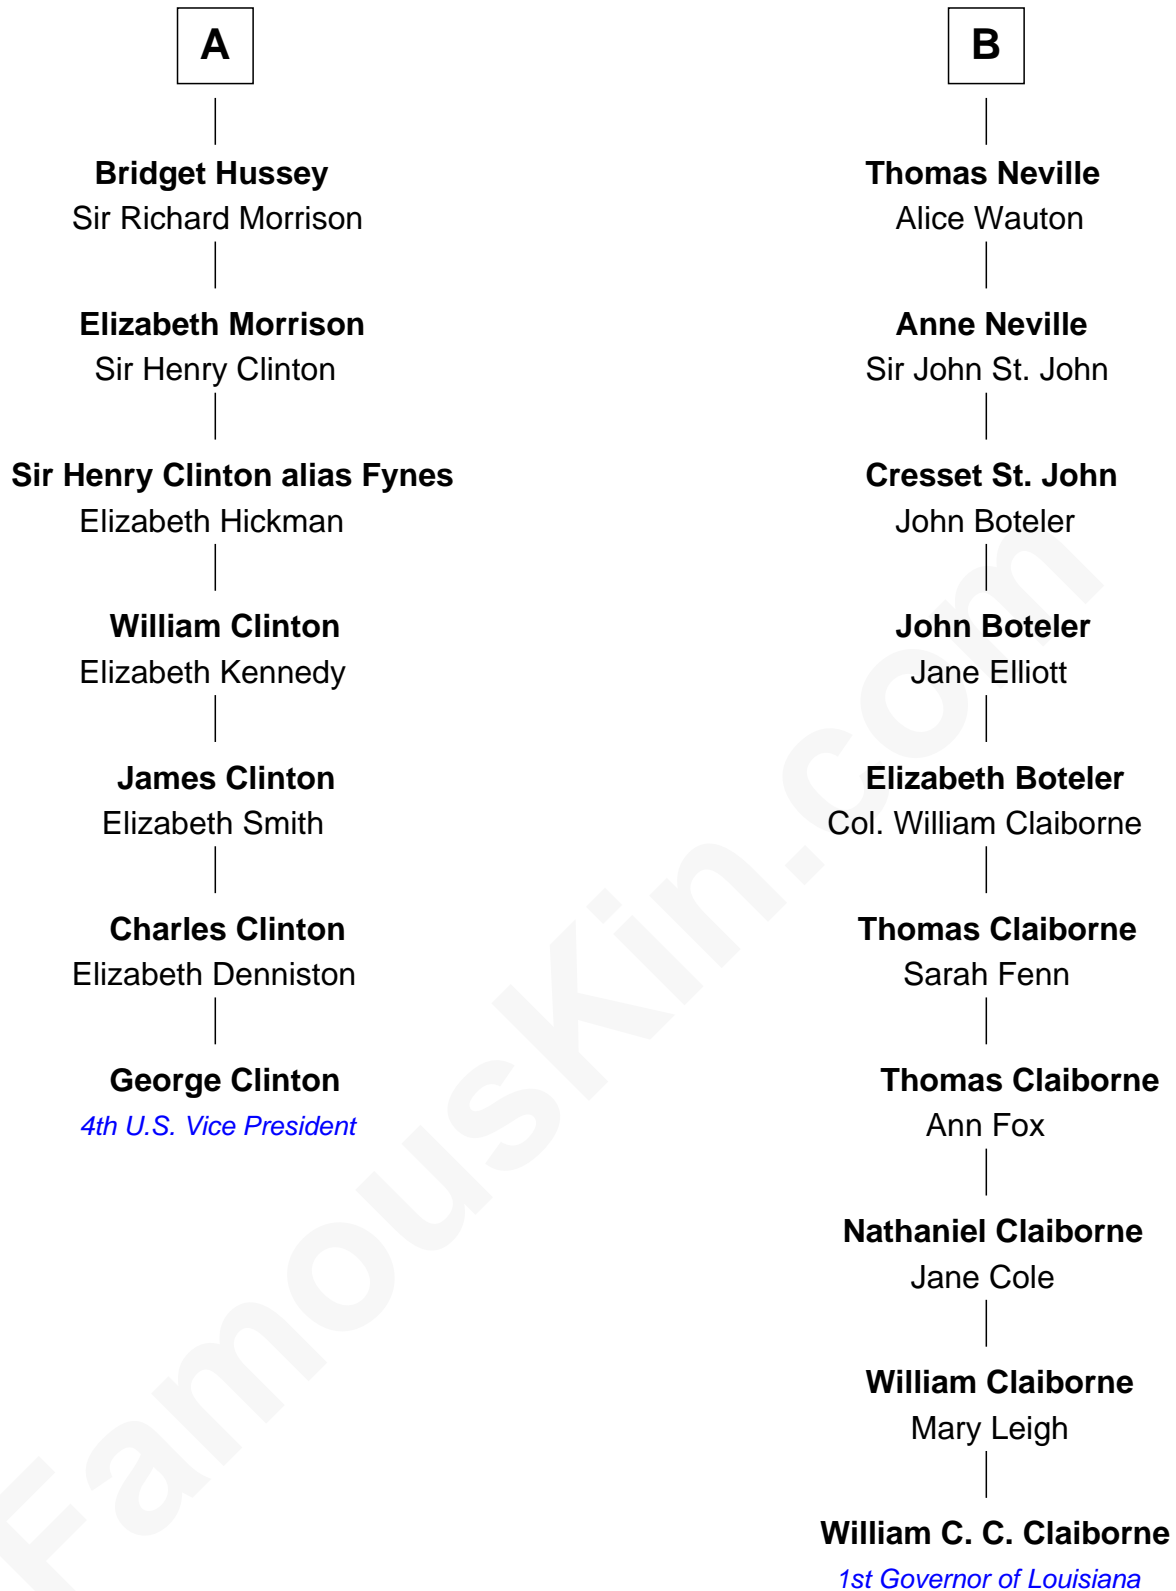 A
Bridget Hussey
Sir Richard Morrison
Elizabeth Morrison
Sir Henry Clinton
Sir Henry Clinton alias Fynes
Elizabeth Hickman
William Clinton
Elizabeth Kennedy
James Clinton
Elizabeth Smith
Charles Clinton
Elizabeth Denniston
George Clinton
4th U.S. Vice President
B
Thomas Neville
Alice Wauton
Anne Neville
Sir John St. John
Cresset St. John
John Boteler
John Boteler
Jane Elliott
Elizabeth Boteler
Col. William Claiborne
Thomas Claiborne
Sarah Fenn
Thomas Claiborne
Ann Fox
Nathaniel Claiborne
Jane Cole
William Claiborne
Mary Leigh
William C. C. Claiborne
1st Governor of Louisiana
FamousKin.com